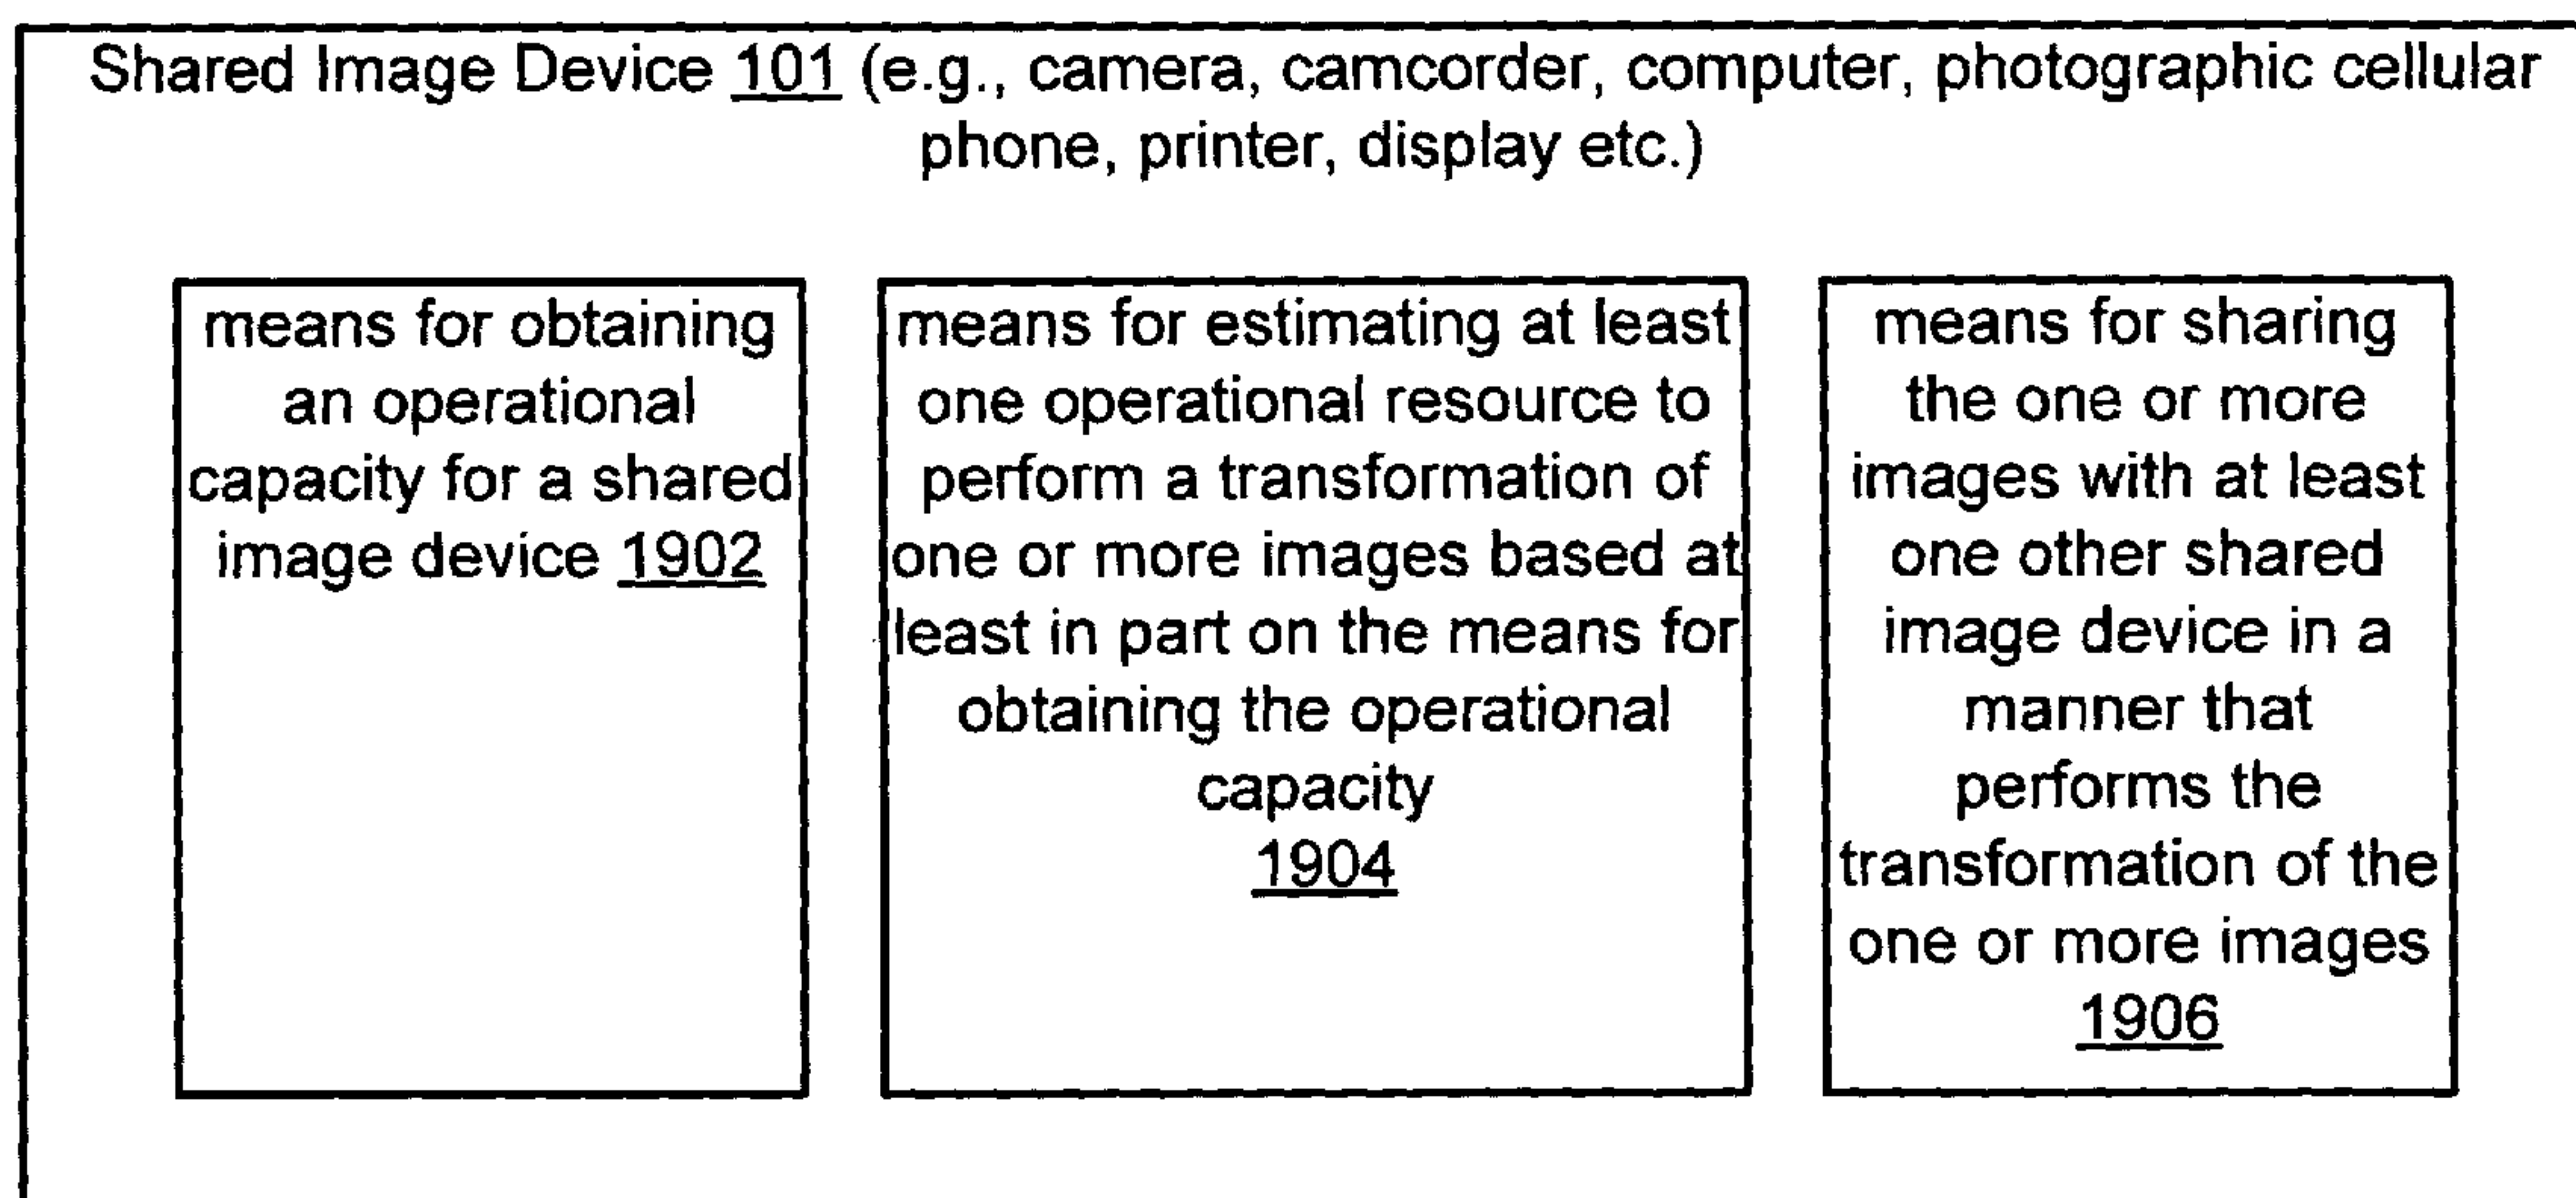 Shared Image Device 101 (e.g., camera, camcorder, computer, photographic cellular
phone, printer, display etc.)
means for obtaining
an operational
capacity for a shared
image device 1902
means for estimating at least
one operational resource to
perform a transformation of
one or more images based at
least in part on the means for
obtaining the operational
capacity
1904
means for sharing
the one or more
images with at least
one other shared
image device in a
manner that
performs the
transformation of the
one or more images
1906